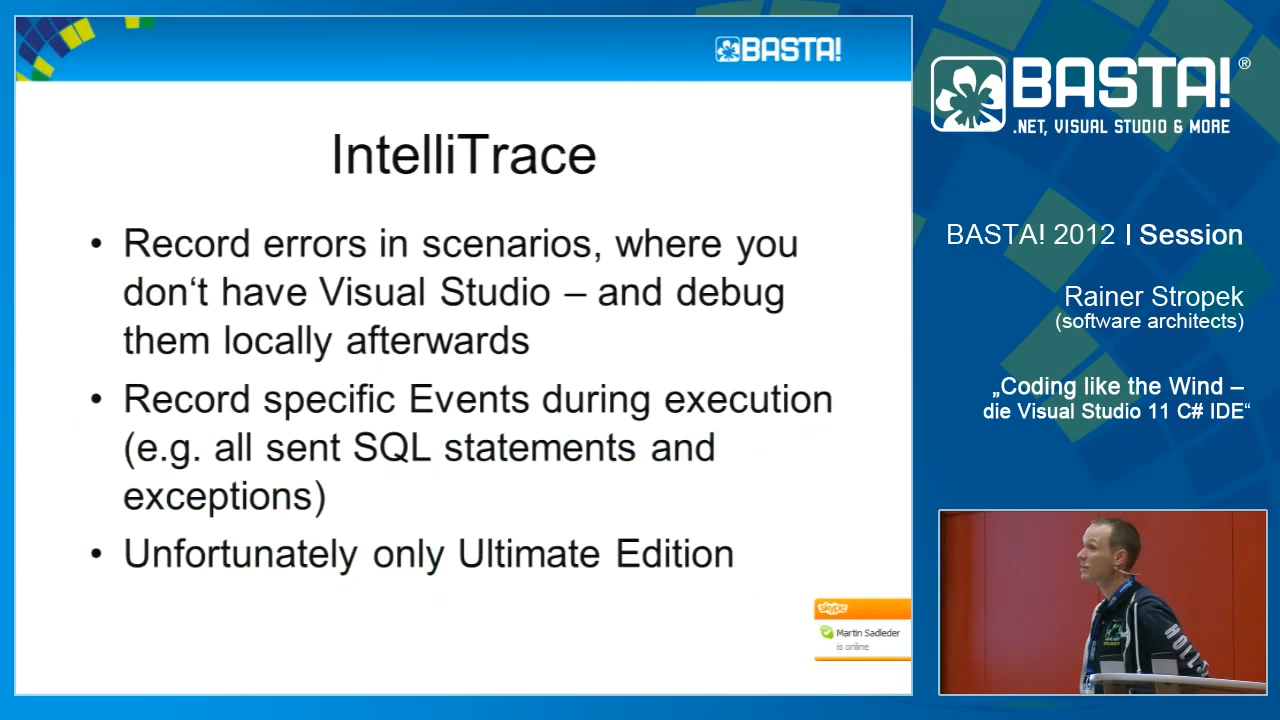 BASTA!
IntelliTrace
• Record errors in scenarios, where you
don‘t have Visual Studio – and debug
them locally afterwards
• Record specific Events during execution
(e.g. all sent SQL statements and
exceptions)
• Unfortunately only Ultimate Edition
skype
Martin Sadleder
is online
BASTA!®
.NET, VISUAL STUDIO & MORE
BASTA! 2012 | Session
Rainer Stropek
(software architects)
„Coding like the Wind –
die Visual Studio 11 C# IDE“